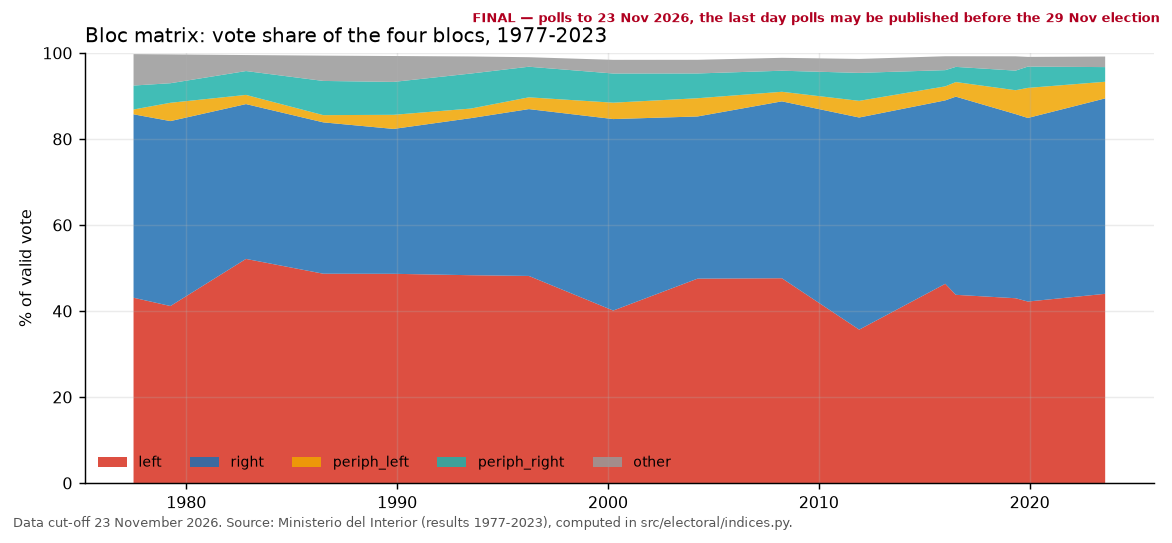 FINAL — polls to 23 Nov 2026, the last day polls may be published before the 29 Nov election
Bloc matrix: vote share of the four blocs, 1977-2023
100
80
60
40
20
0
% of valid vote
left right periph_left periph_right other
1980 1990 2000 2010 2020
Data cut-off 23 November 2026. Source: Ministerio del Interior (results 1977-2023), computed in src/electoral/indices.py.